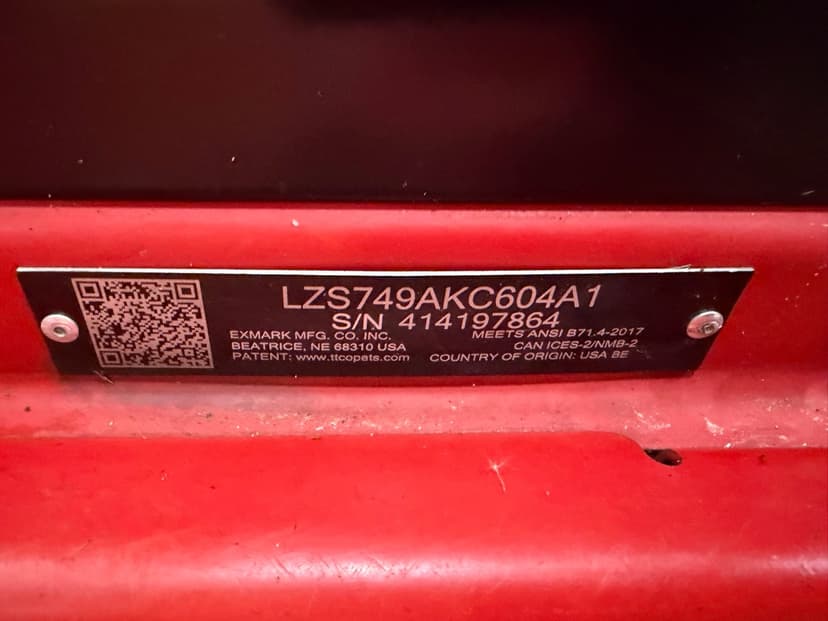 LZS749AKC604A1
S/N 414197864
EXMARK MFG. CO. INC. MEETS ANSI B71.4-2017
BEATRICE, NE 68310 USA CAN ICES-2/NMB-2
PATENT: www.ttcopats.com COUNTRY OF ORIGIN: USA BE